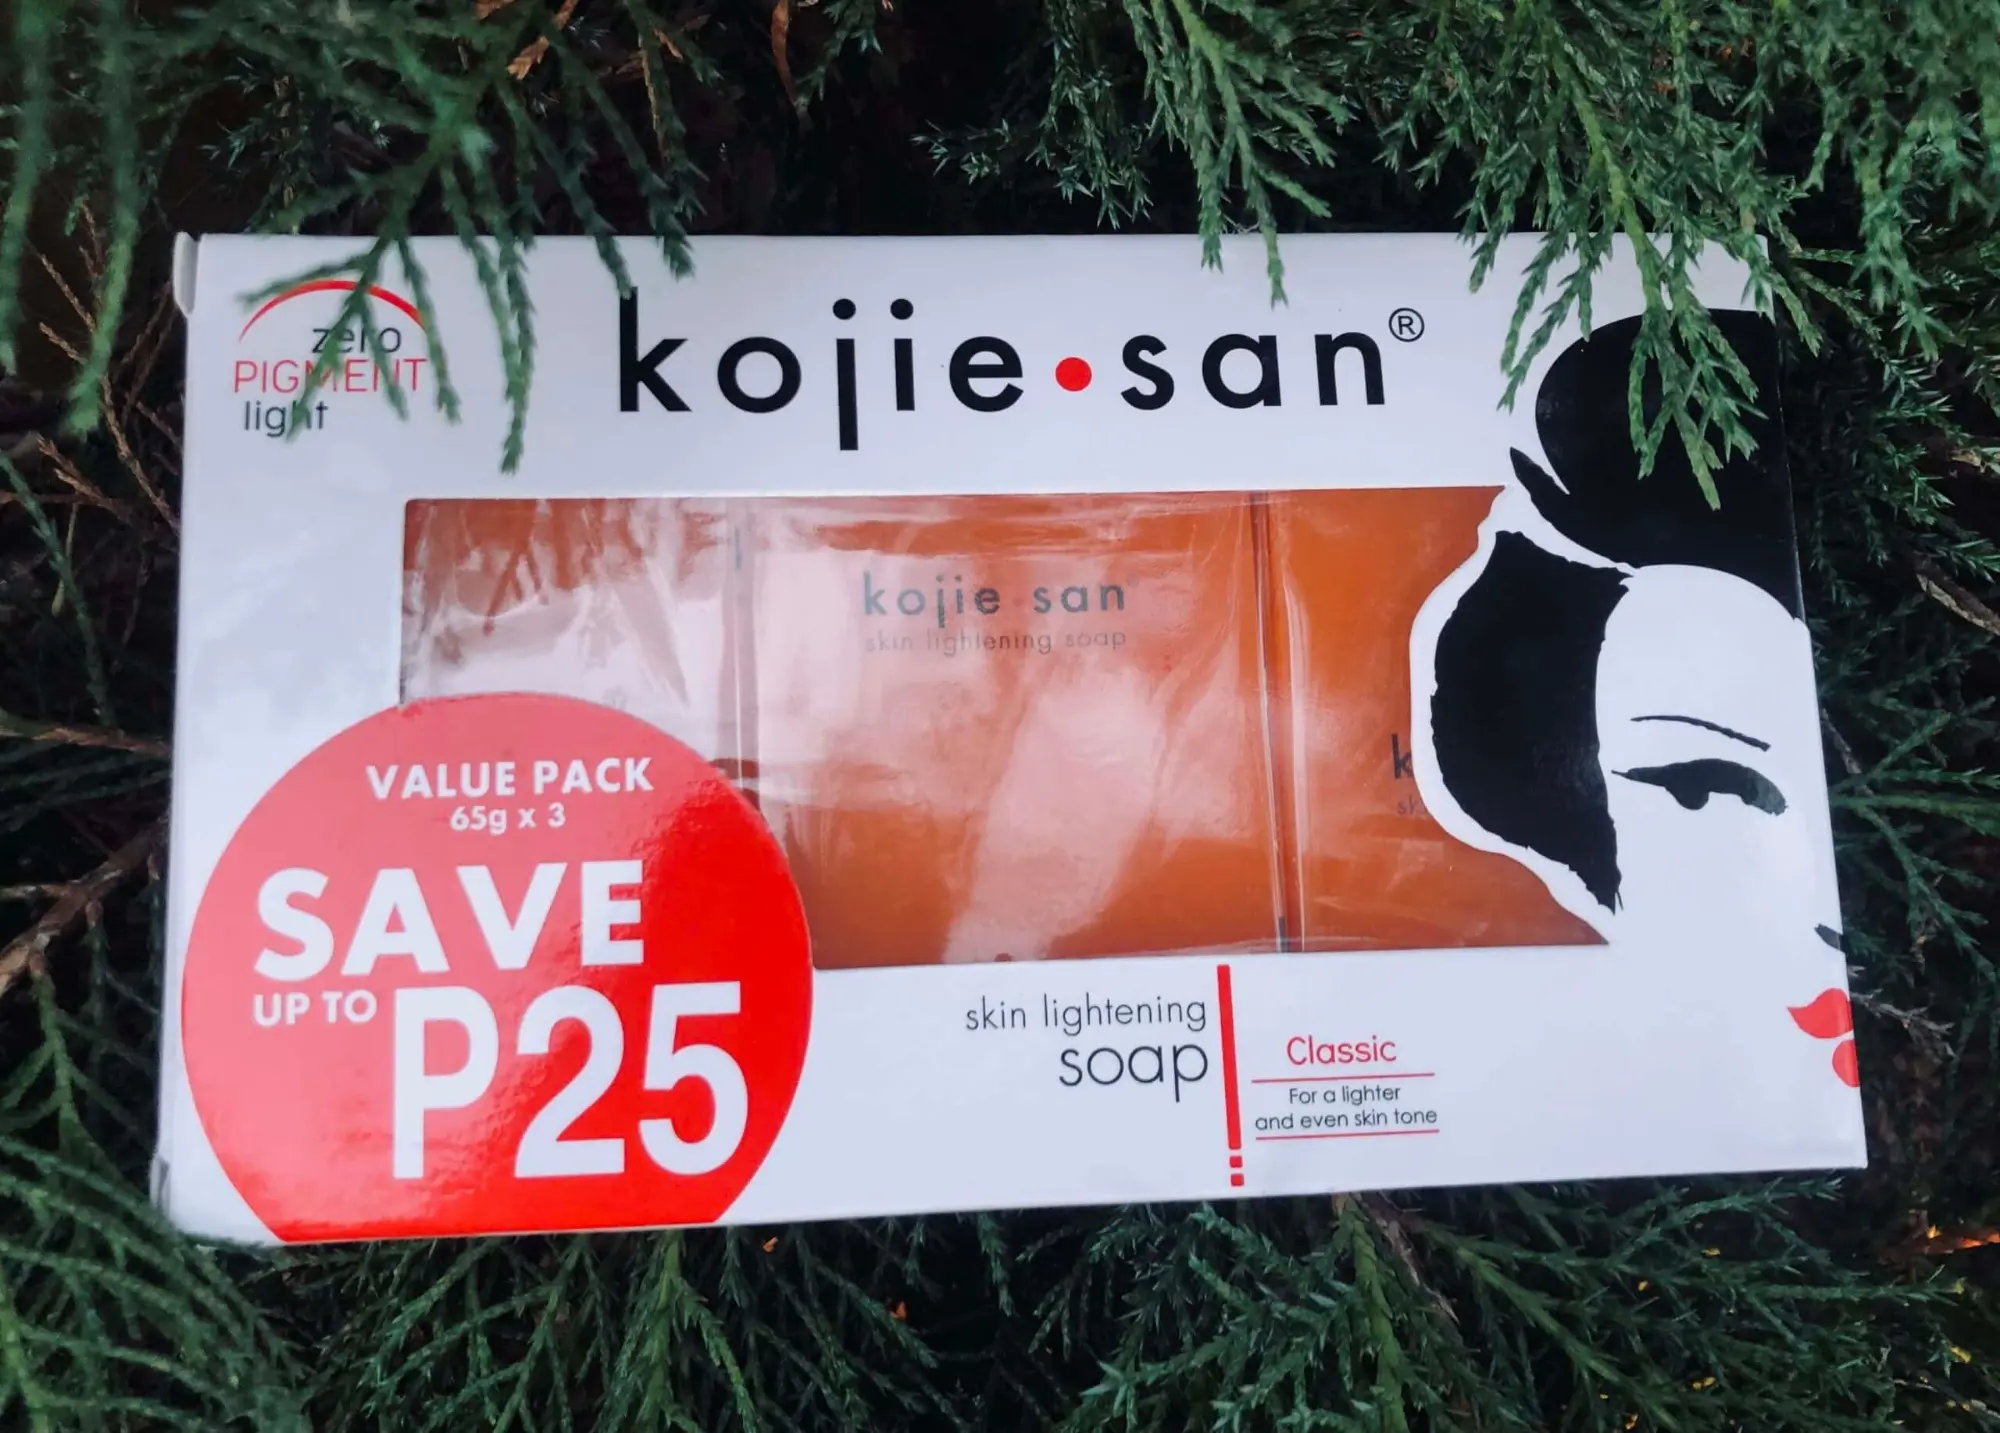 zero
PIGMENT
light
kojie•san®
kojie san
skin lightening soap
k
sk
VALUE PACK
65g x 3
SAVE
UP TO P25
skin lightening
soap
Classic
For a lighter
and even skin tone